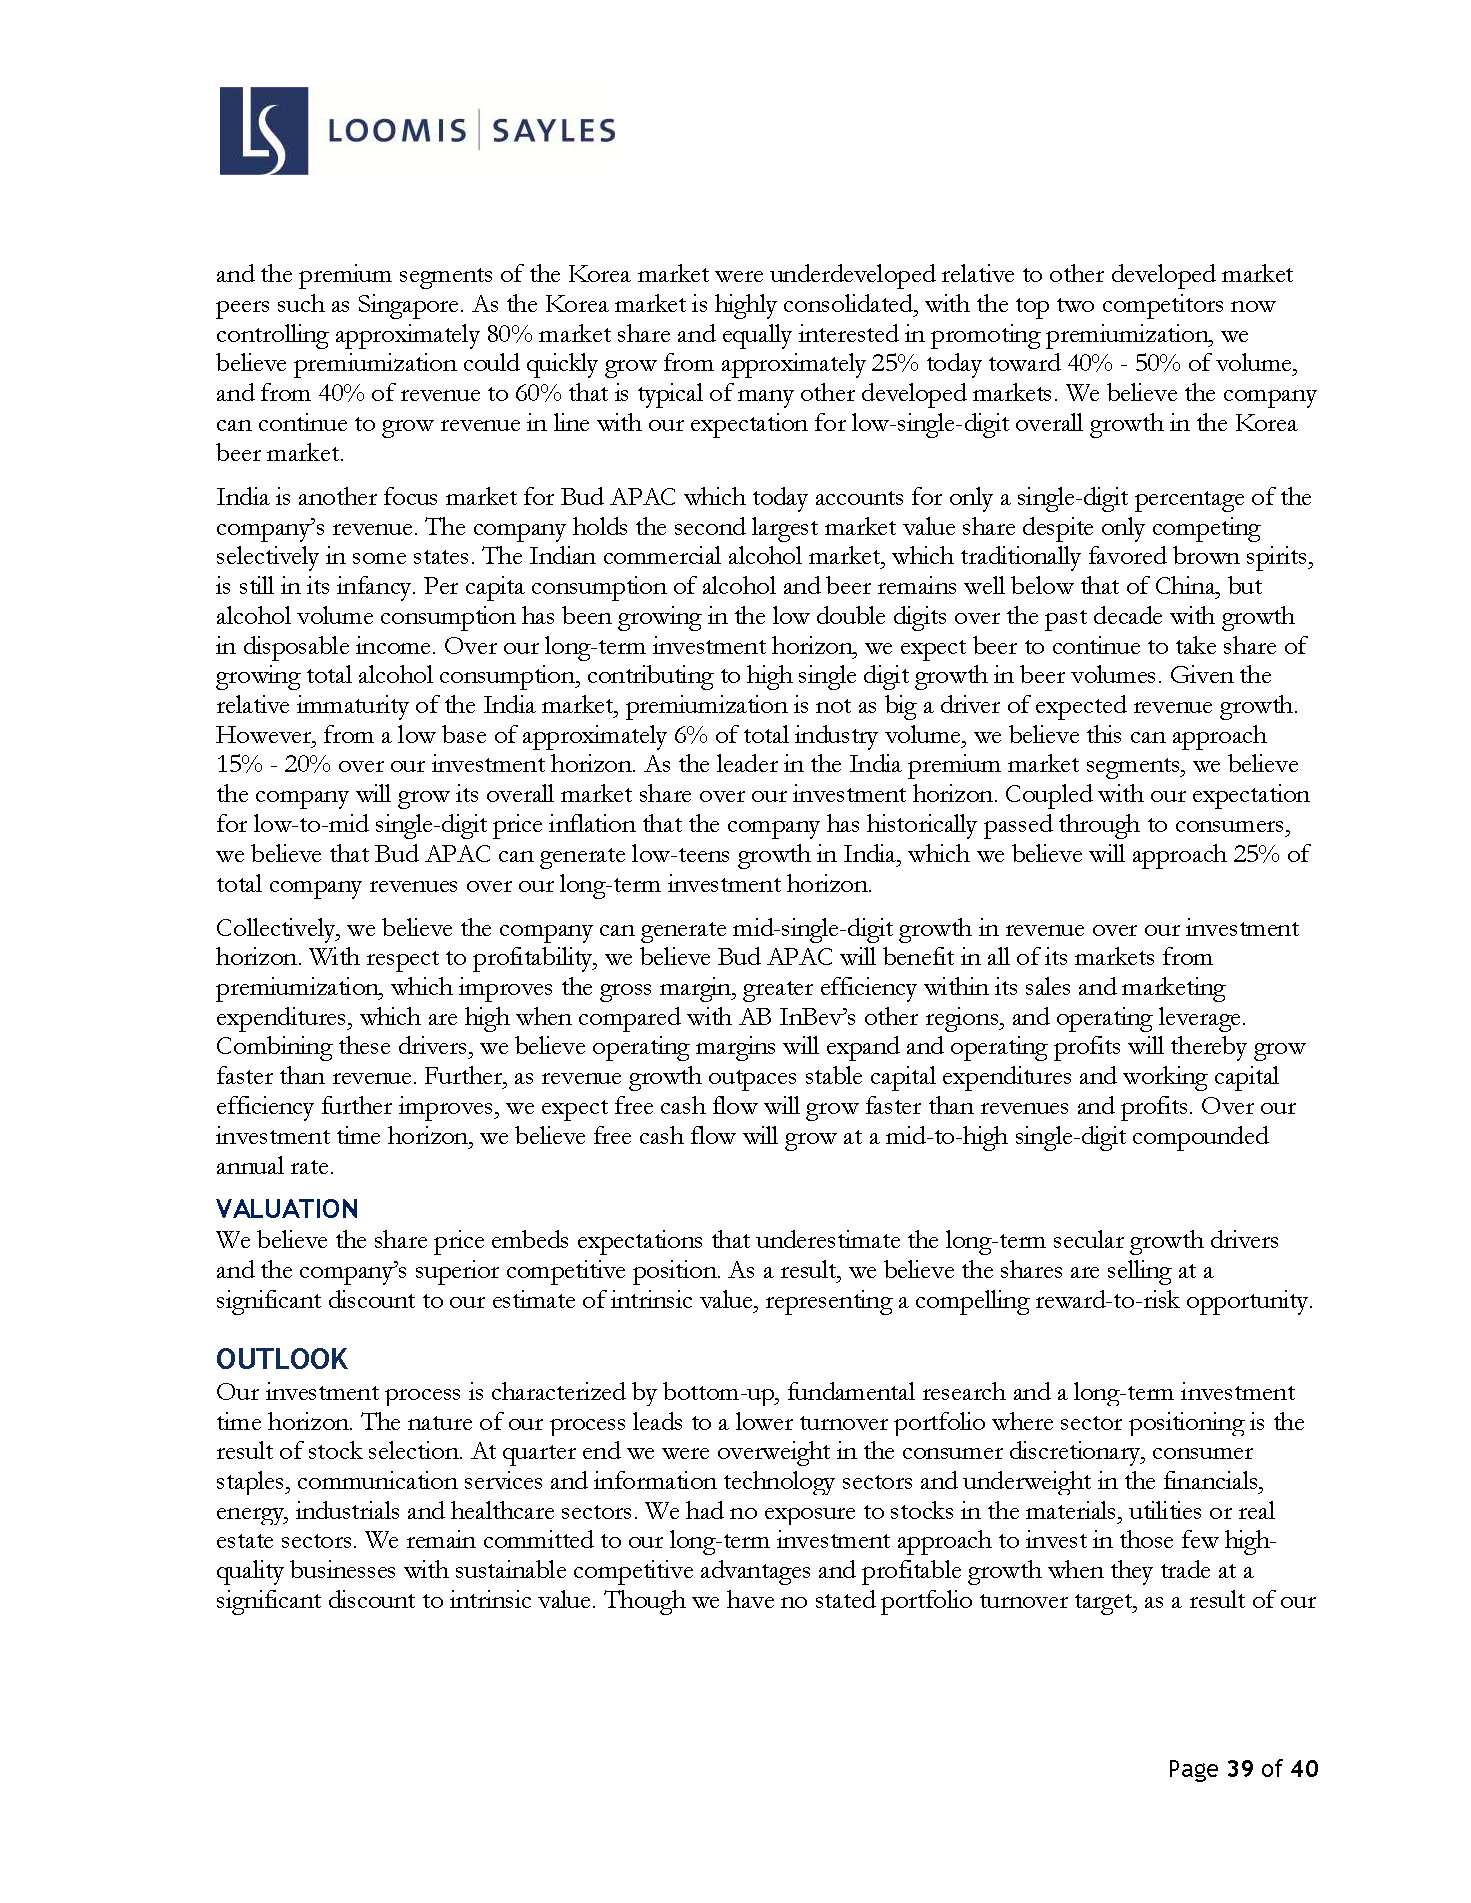 LS LOOMIS | SAYLES
and the premium segments of the Korea market were underdeveloped relative to other developed market
peers such as Singapore. As the Korea market is highly consolidated, with the top two competitors now
controlling approximately 80% market share and equally interested in promoting premiumization, we
believe premiumization could quickly grow from approximately 25% today toward 40% - 50% of volume,
and from 40% of revenue to 60% that is typical of many other developed markets. We believe the company
can continue to grow revenue in line with our expectation for low-single-digit overall growth in the Korea
beer market.
India is another focus market for Bud APAC which today accounts for only a single-digit percentage of the
company’s revenue. The company holds the second largest market value share despite only competing
selectively in some states. The Indian commercial alcohol market, which traditionally favored brown spirits,
is still in its infancy. Per capita consumption of alcohol and beer remains well below that of China, but
alcohol volume consumption has been growing in the low double digits over the past decade with growth
in disposable income. Over our long-term investment horizon, we expect beer to continue to take share of
growing total alcohol consumption, contributing to high single digit growth in beer volumes. Given the
relative immaturity of the India market, premiumization is not as big a driver of expected revenue growth.
However, from a low base of approximately 6% of total industry volume, we believe this can approach
15% - 20% over our investment horizon. As the leader in the India premium market segments, we believe
the company will grow its overall market share over our investment horizon. Coupled with our expectation
for low-to-mid single-digit price inflation that the company has historically passed through to consumers,
we believe that Bud APAC can generate low-teens growth in India, which we believe will approach 25% of
total company revenues over our long-term investment horizon.
Collectively, we believe the company can generate mid-single-digit growth in revenue over our investment
horizon. With respect to profitability, we believe Bud APAC will benefit in all of its markets from
premiumization, which improves the gross margin, greater efficiency within its sales and marketing
expenditures, which are high when compared with AB InBev’s other regions, and operating leverage.
Combining these drivers, we believe operating margins will expand and operating profits will thereby grow
faster than revenue. Further, as revenue growth outpaces stable capital expenditures and working capital
efficiency further improves, we expect free cash flow will grow faster than revenues and profits. Over our
investment time horizon, we believe free cash flow will grow at a mid-to-high single-digit compounded
annual rate.
VALUATION
We believe the share price embeds expectations that underestimate the long-term secular growth drivers
and the company’s superior competitive position. As a result, we believe the shares are selling at a
significant discount to our estimate of intrinsic value, representing a compelling reward-to-risk opportunity.
OUTLOOK
Our investment process is characterized by bottom-up, fundamental research and a long-term investment
time horizon. The nature of our process leads to a lower turnover portfolio where sector positioning is the
result of stock selection. At quarter end we were overweight in the consumer discretionary, consumer
staples, communication services and information technology sectors and underweight in the financials,
energy, industrials and healthcare sectors. We had no exposure to stocks in the materials, utilities or real
estate sectors. We remain committed to our long-term investment approach to invest in those few high-
quality businesses with sustainable competitive advantages and profitable growth when they trade at a
significant discount to intrinsic value. Though we have no stated portfolio turnover target, as a result of our
Page 39 of 40